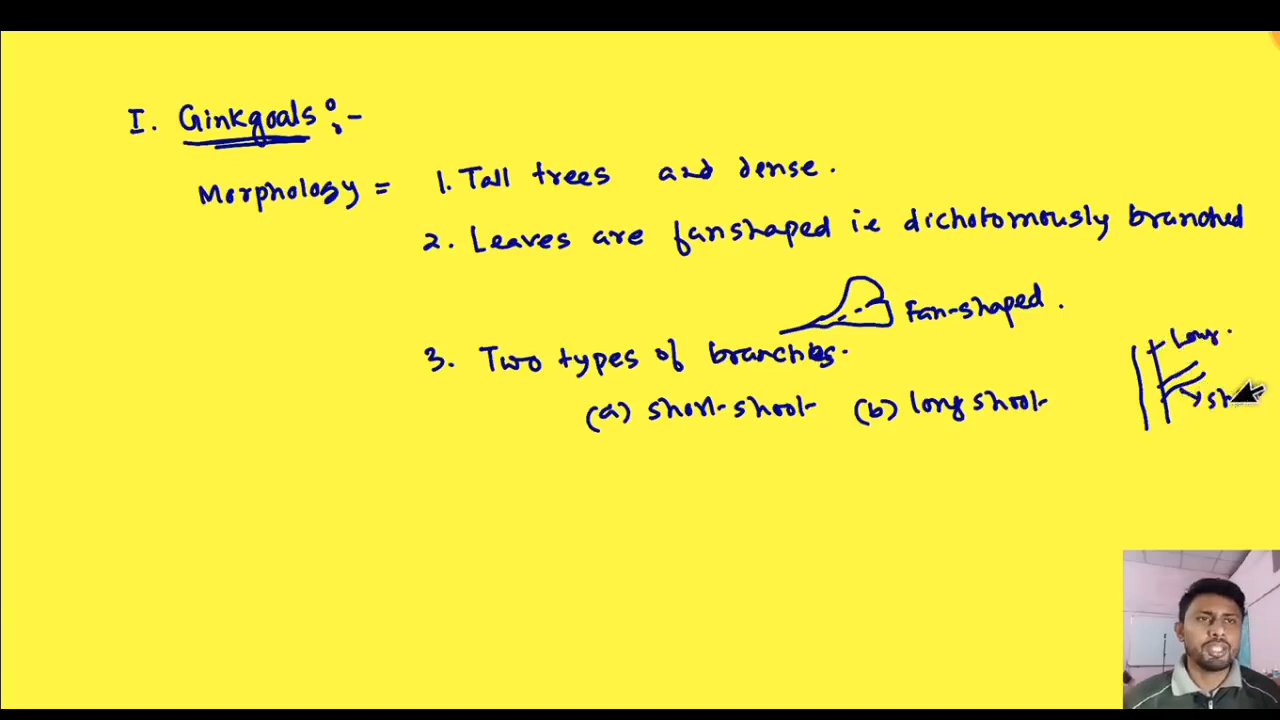 I. Ginkgoals :-
Morphology = 1. Tall trees and dense.
2. Leaves are fanshaped ie dichotomously branched
Fan-shaped.
3. Two types of branches.
Long.
(a) short-shoot (b) long shoot